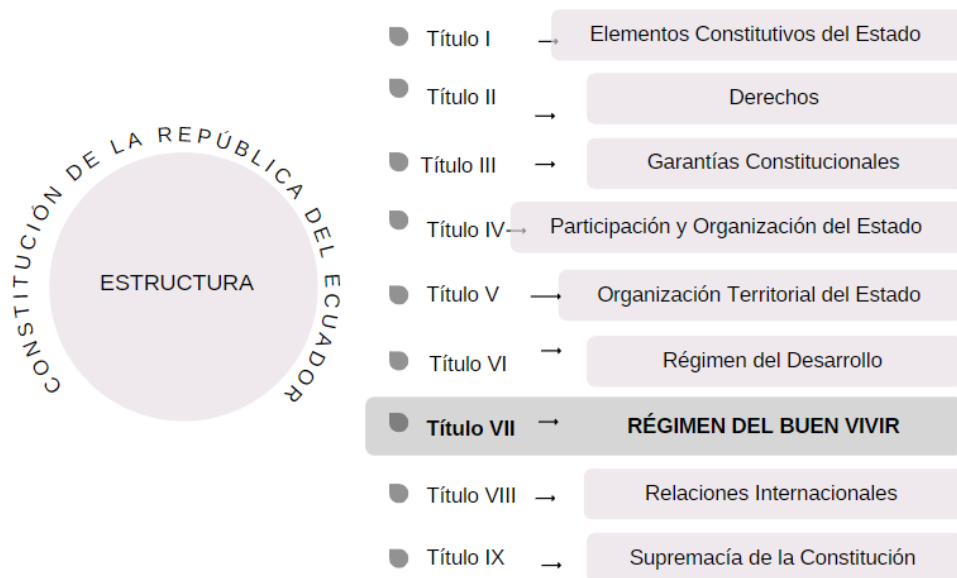 CONSTITUCIÓN DE LA REPÚBLICA DEL ECUADOR
ESTRUCTURA
Título I → Elementos Constitutivos del Estado
Título II → Derechos
Título III → Garantías Constitucionales
Título IV → Participación y Organización del Estado
Título V → Organización Territorial del Estado
Título VI → Régimen del Desarrollo
Título VII → RÉGIMEN DEL BUEN VIVIR
Título VIII → Relaciones Internacionales
Título IX → Supremacía de la Constitución